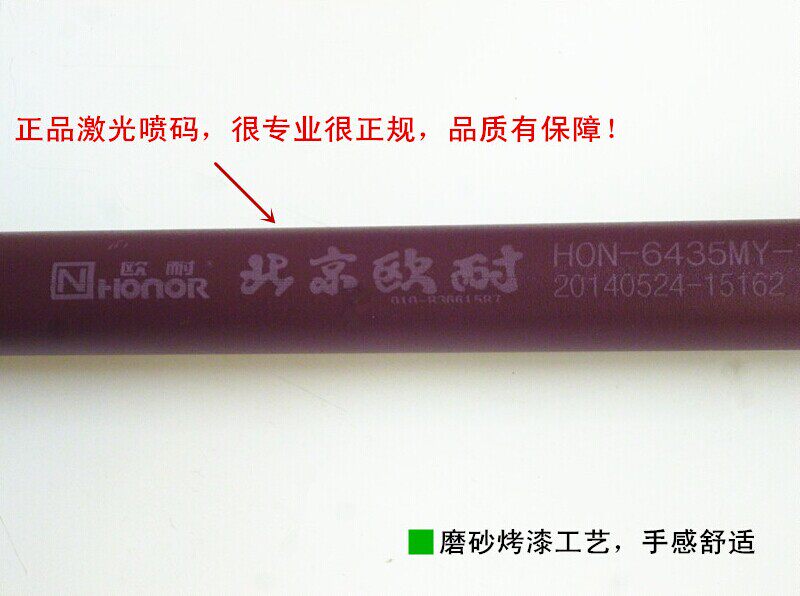 正品激光喷码，很专业很正规，品质有保障！
欧 耐
HONOR
北京欧耐
HON-6435MY-
20140524-15162
■磨砂烤漆工艺，手感舒适